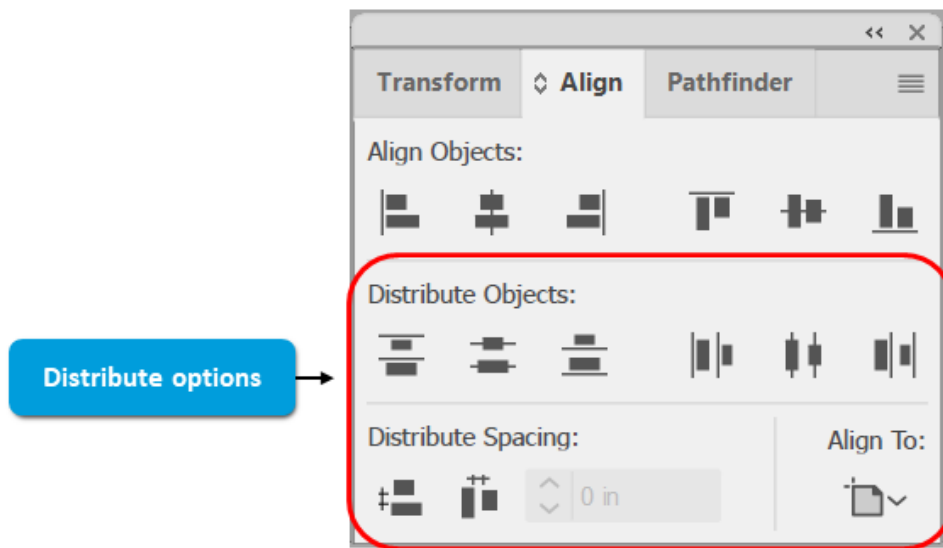 Transform Align Pathfinder
Align Objects:
Distribute Objects:
Distribute options
Distribute Spacing: Align To:
0 in